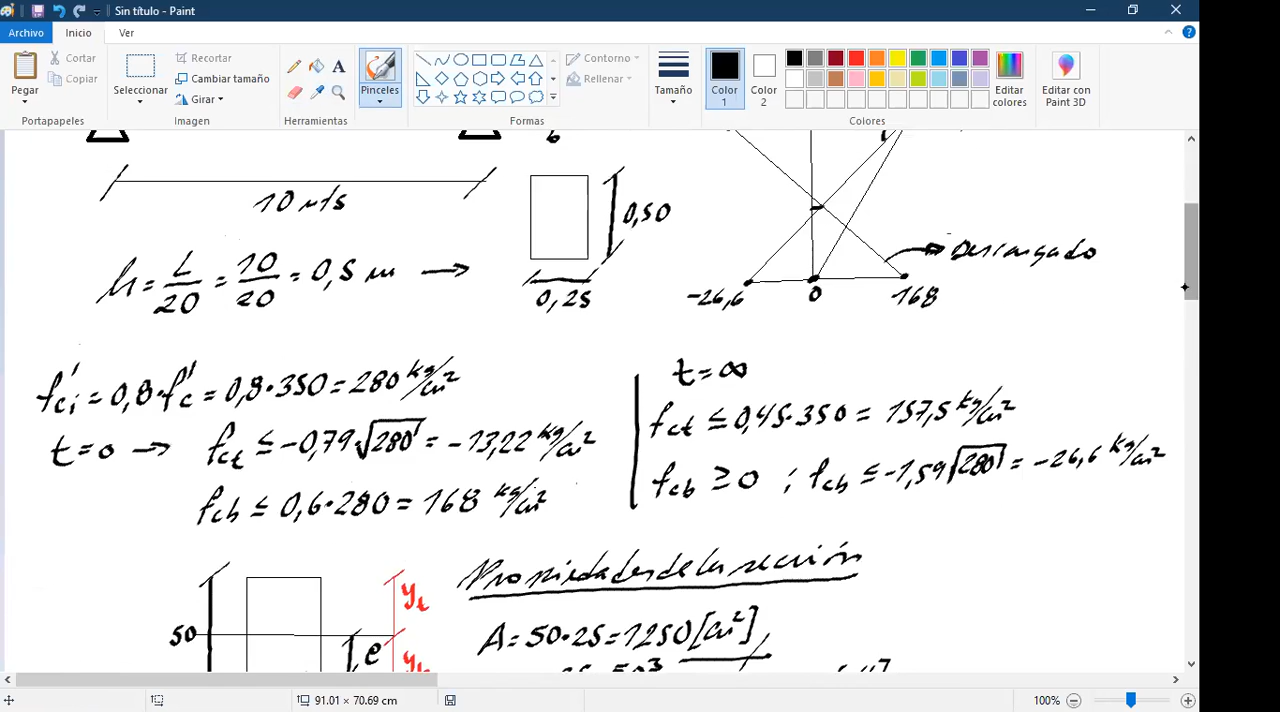 Sin título - Paint
Archivo Inicio Ver
Pegar
Cortar
Copiar
Portapapeles
Seleccionar
Recortar
Cambiar tamaño
Girar
Imagen
Herramientas
Pinceles
Contorno
Rellenar
Formas
Tamaño
Color 1
Color 2
Editar colores
Colores
Editar con Paint 3D
b
10 mts
0,50
0,25
h = L/20 = 10/20 = 0,5 m →
Descargado
-26,6 0 168
f'ci = 0,8·f'c = 0,8·350 = 280 kg/cm²
t=0 → fct ≤ -0,79√280 = -13,22 kg/cm²
fcb ≤ 0,6·280 = 168 kg/cm²
t=∞
fct ≤ 0,45·350 = 157,5 kg/cm²
fcb ≥ 0 ; fcb ≤ -1,59√280 = -26,6 kg/cm²
50
e
yt
Propiedades de la sección
A = 50·25 = 1250 [cm²]
91.01 × 70.69 cm
100%